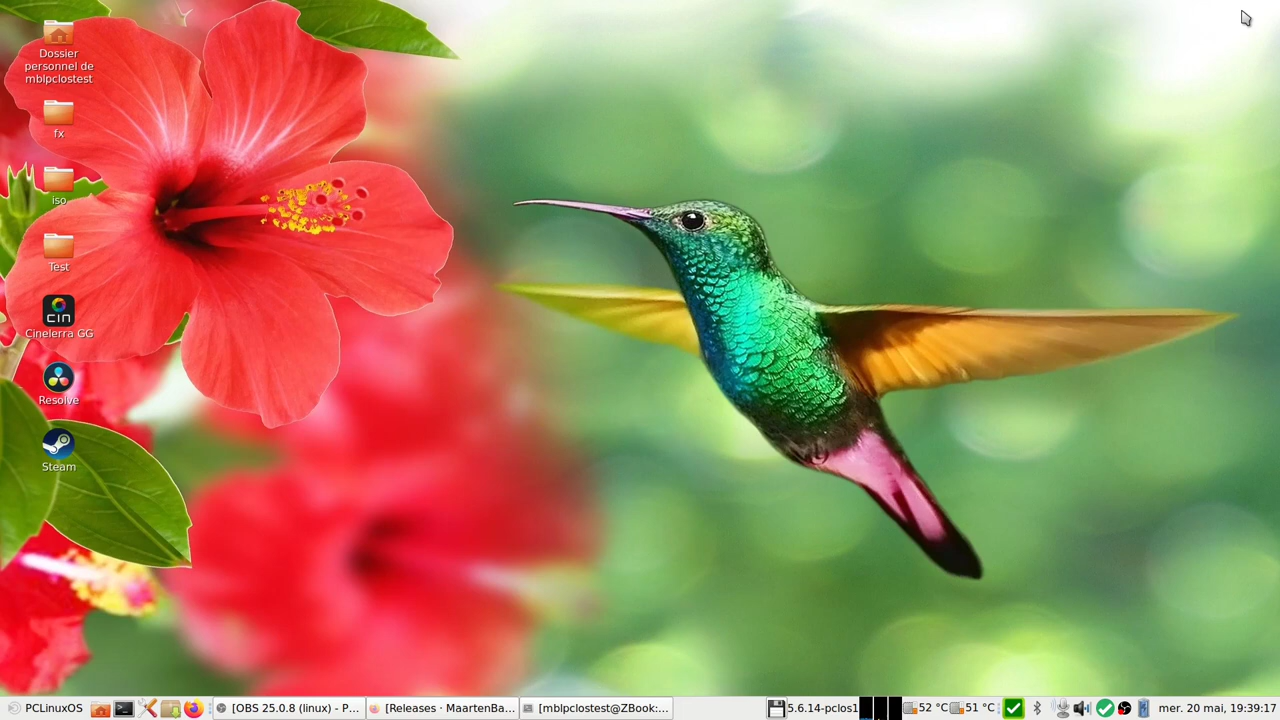 Dossier
personnel de
mblpclostest
fx
iso
Test
CIN
Cinelerra GG
Resolve
Steam
PCLinuxOS
[OBS 25.0.8 (linux) - P...
[Releases · MaartenBa...
[mblpclostest@ZBook:...
5.6.14-pclos1
52 °C
51 °C
mer. 20 mai, 19:39:17